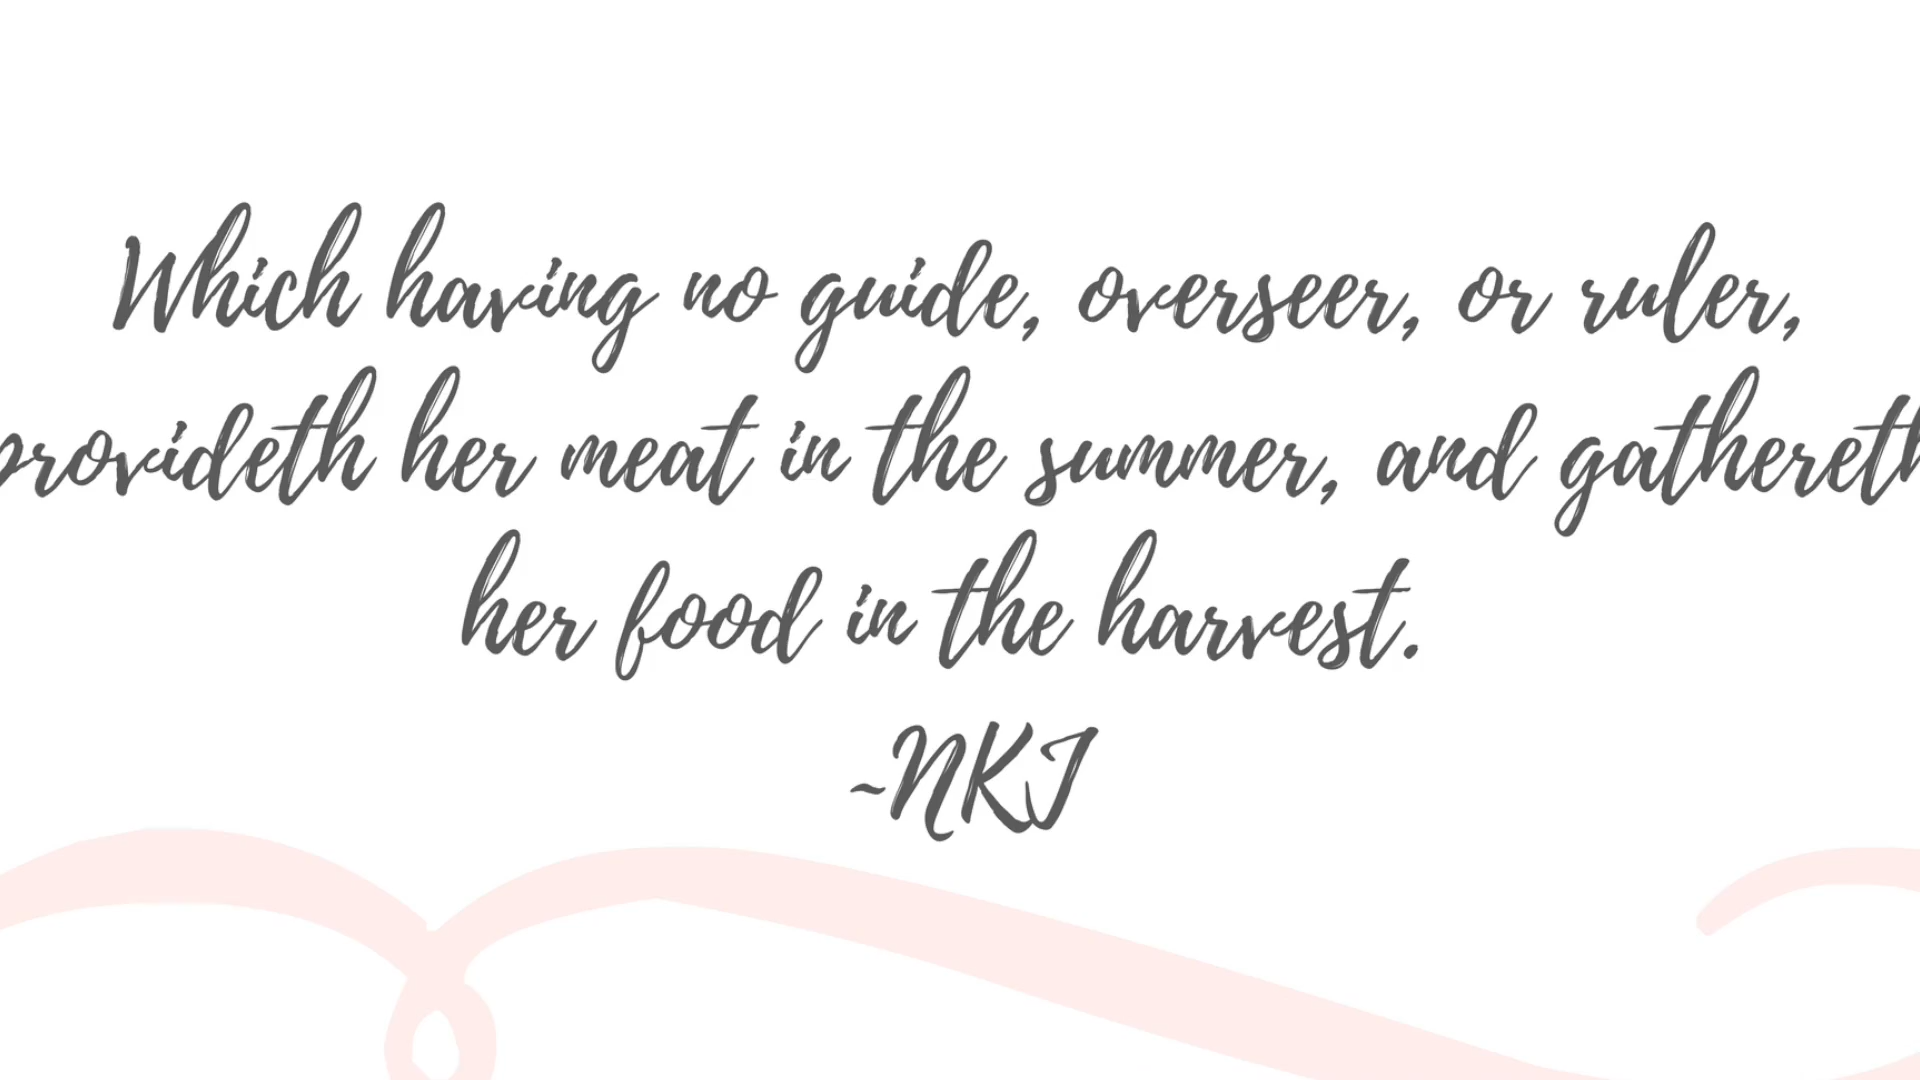 Which having no guide, overseer, or ruler,
provideth her meat in the summer, and gathereth
her food in the harvest.
~NKJ